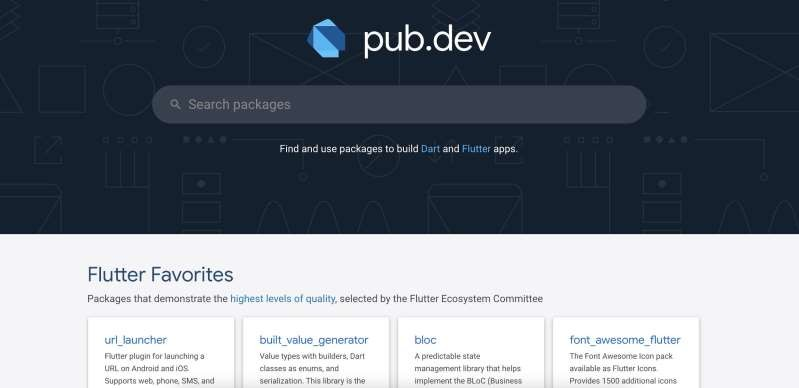 pub.dev
Search packages
Find and use packages to build Dart and Flutter apps.
Flutter Favorites
Packages that demonstrate the highest levels of quality, selected by the Flutter Ecosystem Committee
url_launcher
Flutter plugin for launching a
URL on Android and iOS.
Supports web, phone, SMS, and
built_value_generator
Value types with builders, Dart
classes as enums, and
serialization. This library is the
bloc
A predictable state
management library that helps
implement the BLoC (Business
font_awesome_flutter
The Font Awesome Icon pack
available as Flutter Icons.
Provides 1500 additional icons